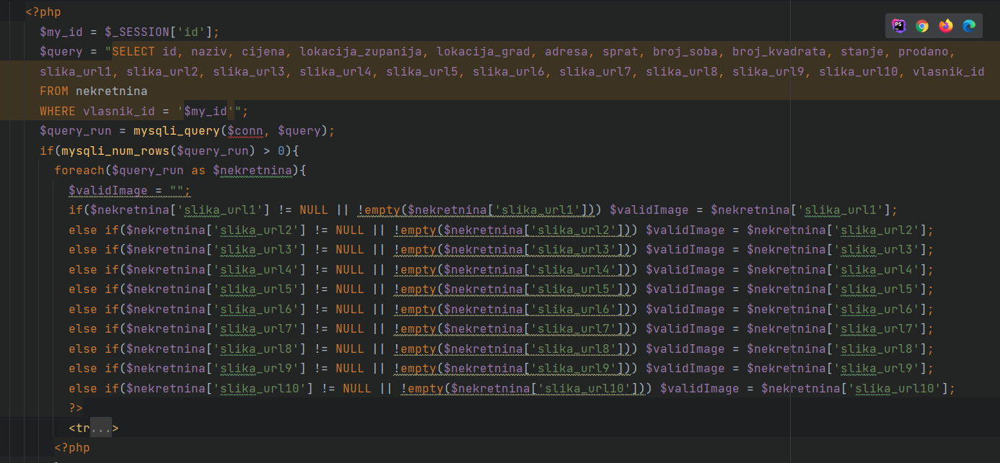 <?php
$my_id = $_SESSION['id'];
$query = "SELECT id, naziv, cijena, lokacija_zupanija, lokacija_grad, adresa, sprat, broj_soba, broj_kvadrata, stanje, prodano,
slika_url1, slika_url2, slika_url3, slika_url4, slika_url5, slika_url6, slika_url7, slika_url8, slika_url9, slika_url10, vlasnik_id
FROM nekretnina
WHERE vlasnik_id = '$my_id'";
$query_run = mysqli_query($conn, $query);
if(mysqli_num_rows($query_run) > 0){
foreach($query_run as $nekretnina){
$validImage = "";
if($nekretnina['slika_url1'] != NULL || !empty($nekretnina['slika_url1'])) $validImage = $nekretnina['slika_url1'];
else if($nekretnina['slika_url2'] != NULL || !empty($nekretnina['slika_url2'])) $validImage = $nekretnina['slika_url2'];
else if($nekretnina['slika_url3'] != NULL || !empty($nekretnina['slika_url3'])) $validImage = $nekretnina['slika_url3'];
else if($nekretnina['slika_url4'] != NULL || !empty($nekretnina['slika_url4'])) $validImage = $nekretnina['slika_url4'];
else if($nekretnina['slika_url5'] != NULL || !empty($nekretnina['slika_url5'])) $validImage = $nekretnina['slika_url5'];
else if($nekretnina['slika_url6'] != NULL || !empty($nekretnina['slika_url6'])) $validImage = $nekretnina['slika_url6'];
else if($nekretnina['slika_url7'] != NULL || !empty($nekretnina['slika_url7'])) $validImage = $nekretnina['slika_url7'];
else if($nekretnina['slika_url8'] != NULL || !empty($nekretnina['slika_url8'])) $validImage = $nekretnina['slika_url8'];
else if($nekretnina['slika_url9'] != NULL || !empty($nekretnina['slika_url9'])) $validImage = $nekretnina['slika_url9'];
else if($nekretnina['slika_url10'] != NULL || !empty($nekretnina['slika_url10'])) $validImage = $nekretnina['slika_url10'];
?>
<tr...>
<?php